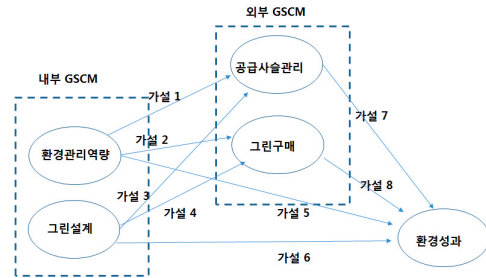 외부 GSCM
내부 GSCM
공급사슬관리
가설 1
가설 7
환경관리역량
가설 2
그린구매
가설 3
가설 8
그린설계
가설 4
가설 5
환경성과
가설 6